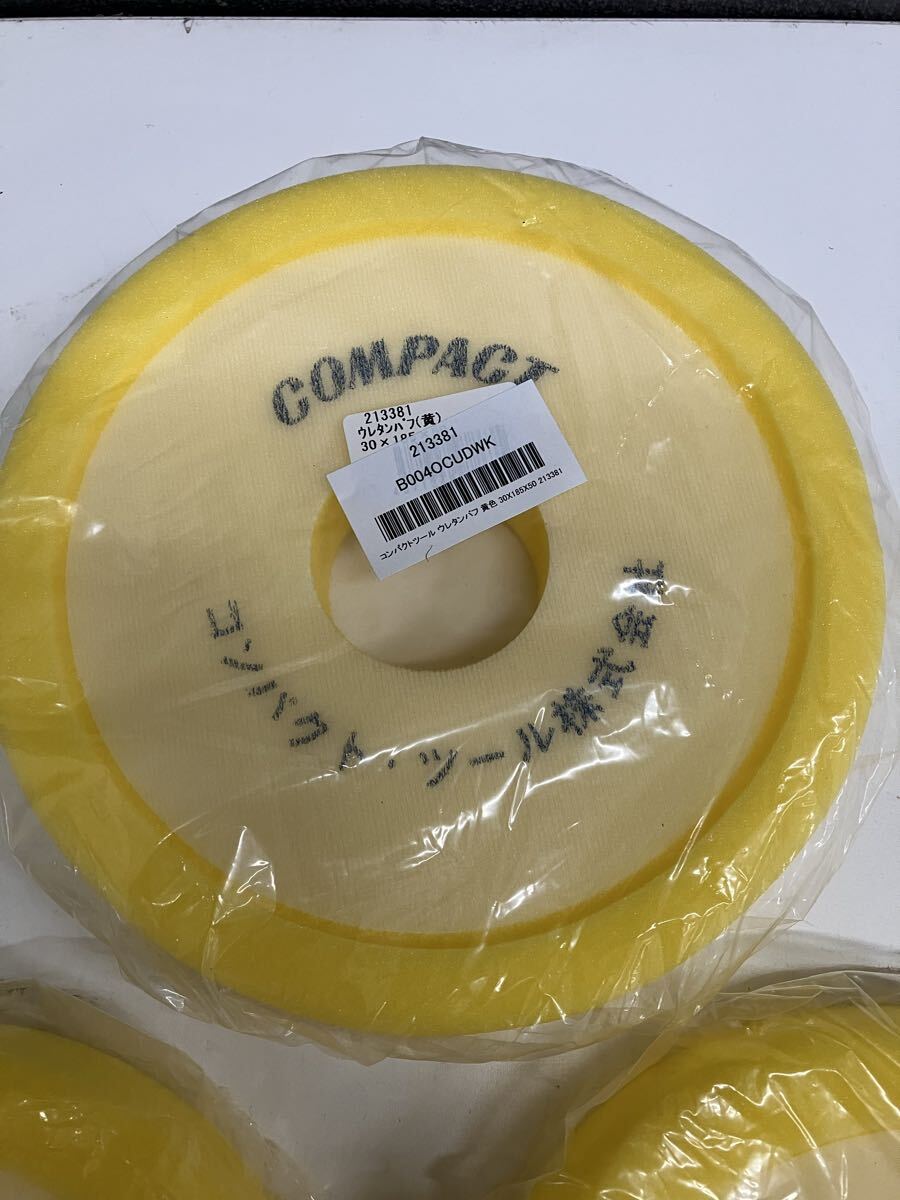 COMPACT
213381
ウレタンバフ(黄)
30×185
213381
B004OCUDWK
コンパクトツール ウレタンバフ 黄色 30X185X50 213381
コンパクト・ツール株式会社